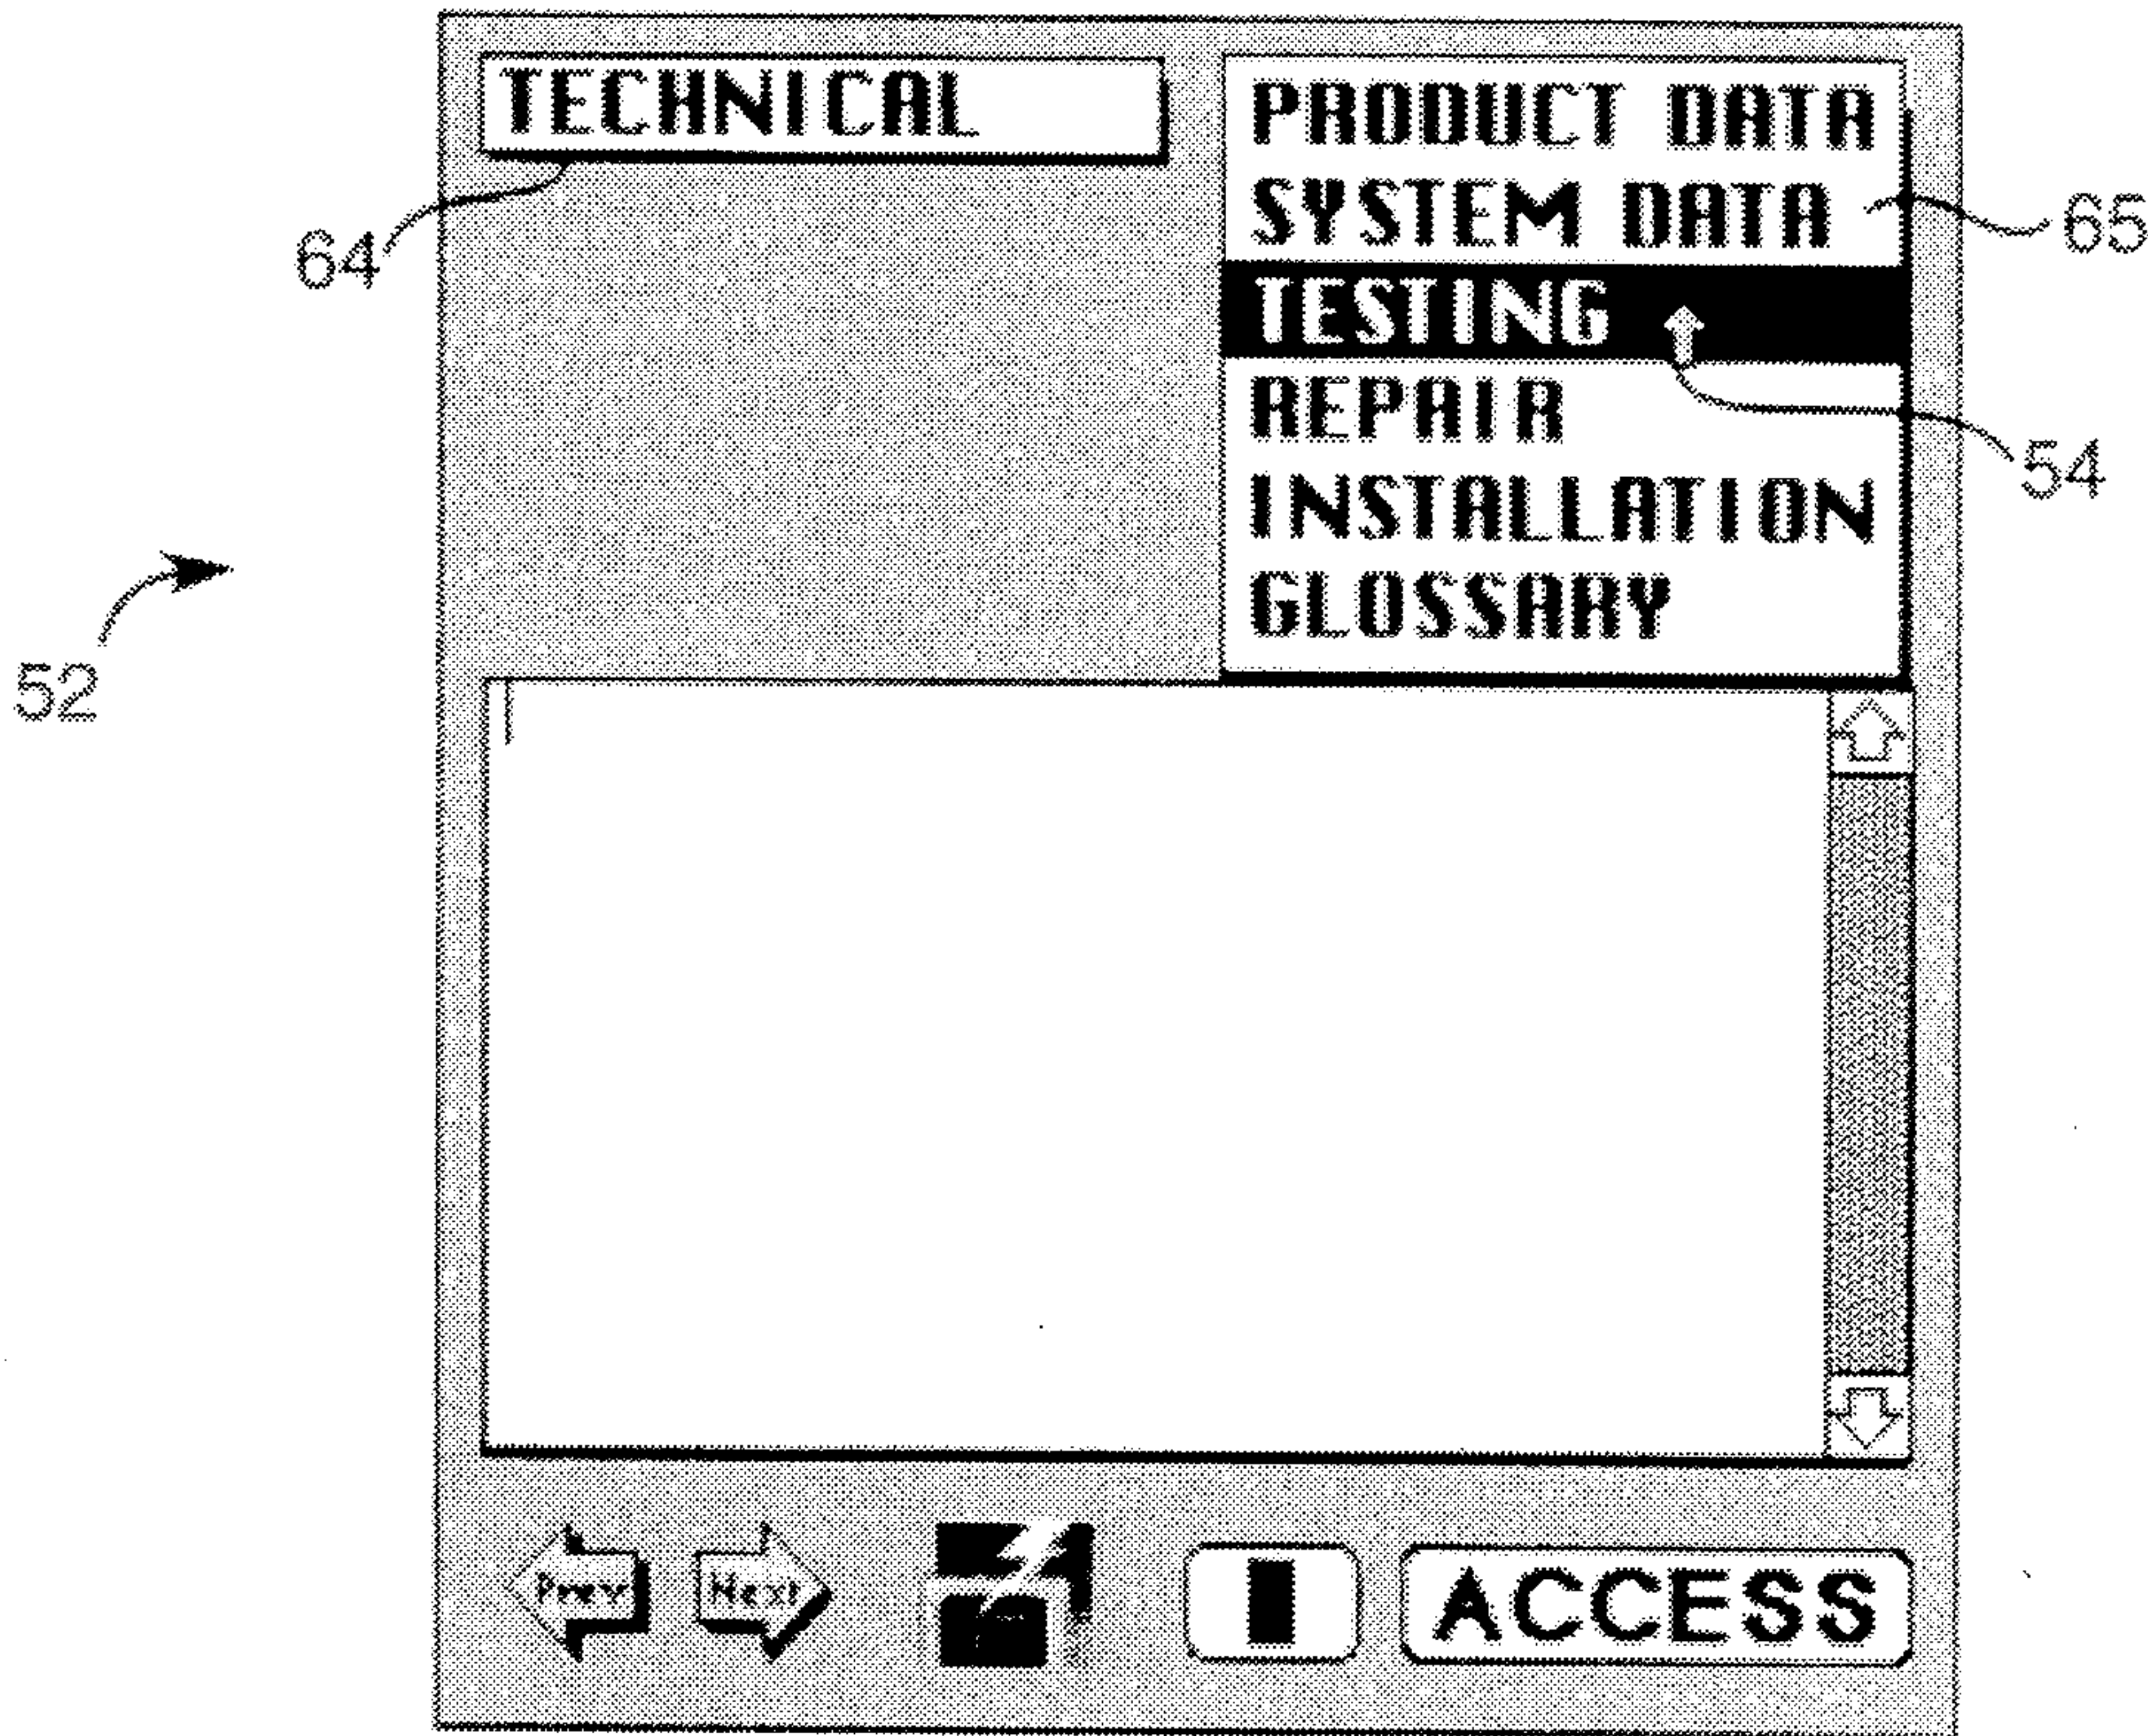 TECHNICAL
PRODUCT DATA
SYSTEM DATA
65
64
TESTING
REPAIR
54
INSTALLATION
GLOSSARY
52
Prev
Next
I
ACCESS